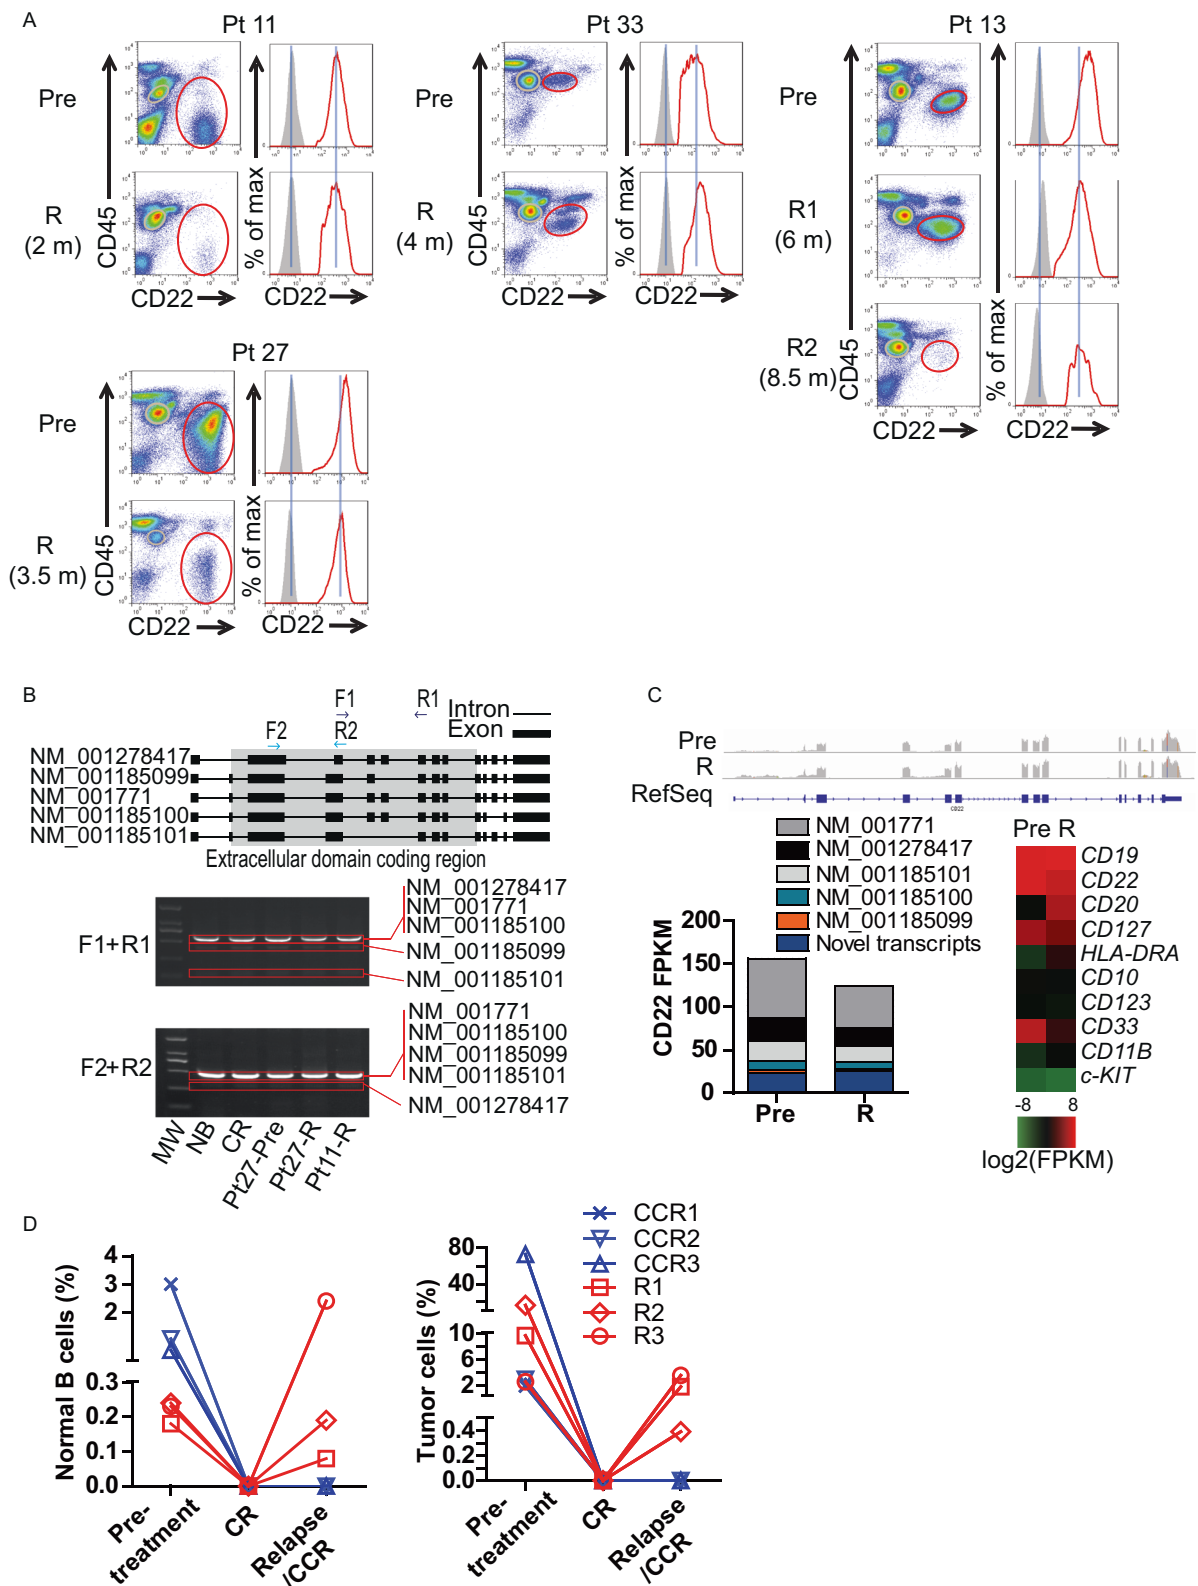 A
Pt 11
Pt 33
Pt 13
Pre
R
(2 m)
CD45
% of max
CD22
CD22
Pre
R
(4 m)
CD45
% of max
CD22
CD22
Pre
R1
(6 m)
R2
(8.5 m)
CD45
% of max
CD22
CD22
Pt 27
Pre
R
(3.5 m)
CD45
% of max
CD22
CD22
B
F1
R1
Intron
Exon
F2
R2
NM_001278417
NM_001185099
NM_001771
NM_001185100
NM_001185101
Extracellular domain coding region
F1+R1
NM_001278417
NM_001771
NM_001185100
NM_001185099
NM_001185101
F2+R2
NM_001771
NM_001185100
NM_001185099
NM_001185101
NM_001278417
MW
NB
CR
Pt27-Pre
Pt27-R
Pt11-R
C
Pre
R
RefSeq
CD22
NM_001771
NM_001278417
NM_001185101
NM_001185100
NM_001185099
Novel transcripts
CD22 FPKM
200
150
100
50
0
Pre
R
Pre R
CD19
CD22
CD20
CD127
HLA-DRA
CD10
CD123
CD33
CD11B
c-KIT
-8 8
log2(FPKM)
D
Normal B cells (%)
4
3
2
0.3
0.2
0.1
0.0
Pre-
treatment
CR
Relapse
/CCR
Tumor cells (%)
80
40
10
6
2
0.4
0.2
0.0
Pre-
treatment
CR
Relapse
/CCR
CCR1
CCR2
CCR3
R1
R2
R3